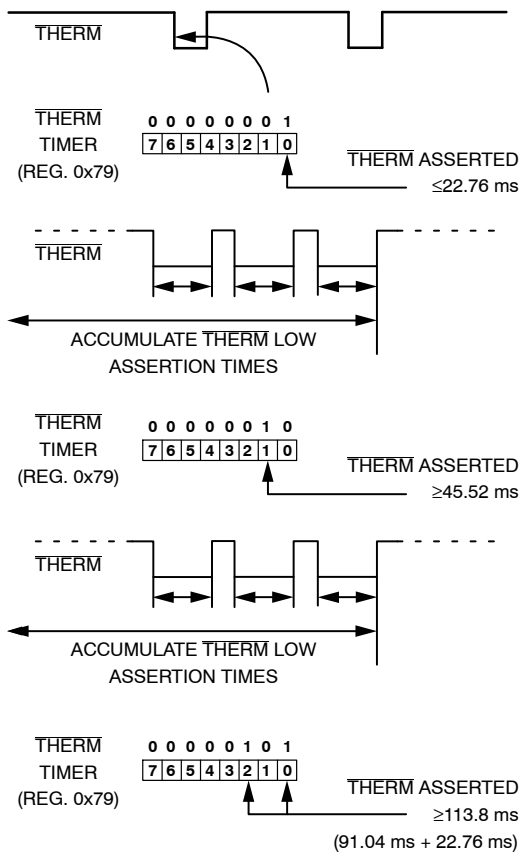 THERM
THERM
TIMER
(REG. 0x79)
0 0 0 0 0 0 0 1
7 6 5 4 3 2 1 0
THERM ASSERTED
≤22.76 ms
THERM
ACCUMULATE THERM LOW
ASSERTION TIMES
THERM
TIMER
(REG. 0x79)
0 0 0 0 0 0 1 0
7 6 5 4 3 2 1 0
THERM ASSERTED
≥45.52 ms
THERM
ACCUMULATE THERM LOW
ASSERTION TIMES
THERM
TIMER
(REG. 0x79)
0 0 0 0 0 1 0 1
7 6 5 4 3 2 1 0
THERM ASSERTED
≥113.8 ms
(91.04 ms + 22.76 ms)